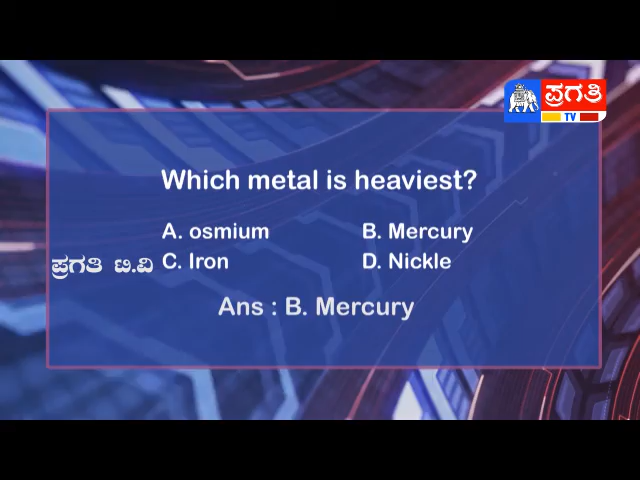 ಪ್ರಗತಿ
TV
Which metal is heaviest?
A. osmium B. Mercury
ಪ್ರಗತಿ ಟಿ.ವಿ C. Iron D. Nickle
Ans : B. Mercury